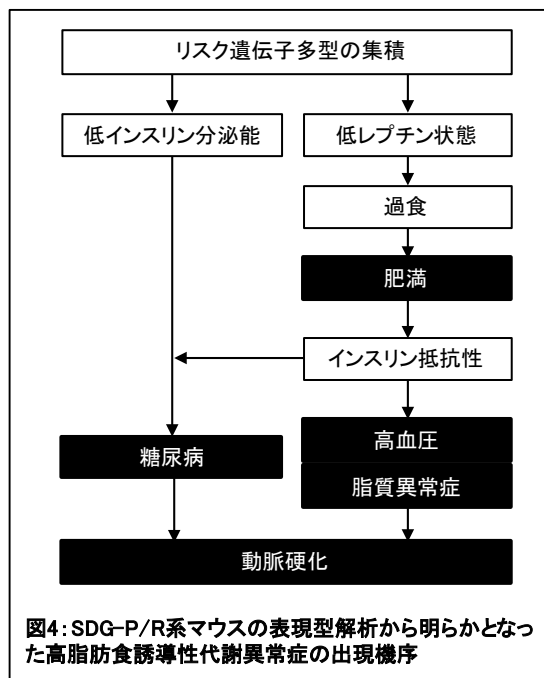 リスク遺伝子多型の集積
低インスリン分泌能
低レプチン状態
過食
肥満
インスリン抵抗性
高血圧
糖尿病
脂質異常症
動脈硬化
図4：SDG-P/R系マウスの表現型解析から明らかとなっ
た高脂肪食誘導性代謝異常症の出現機序